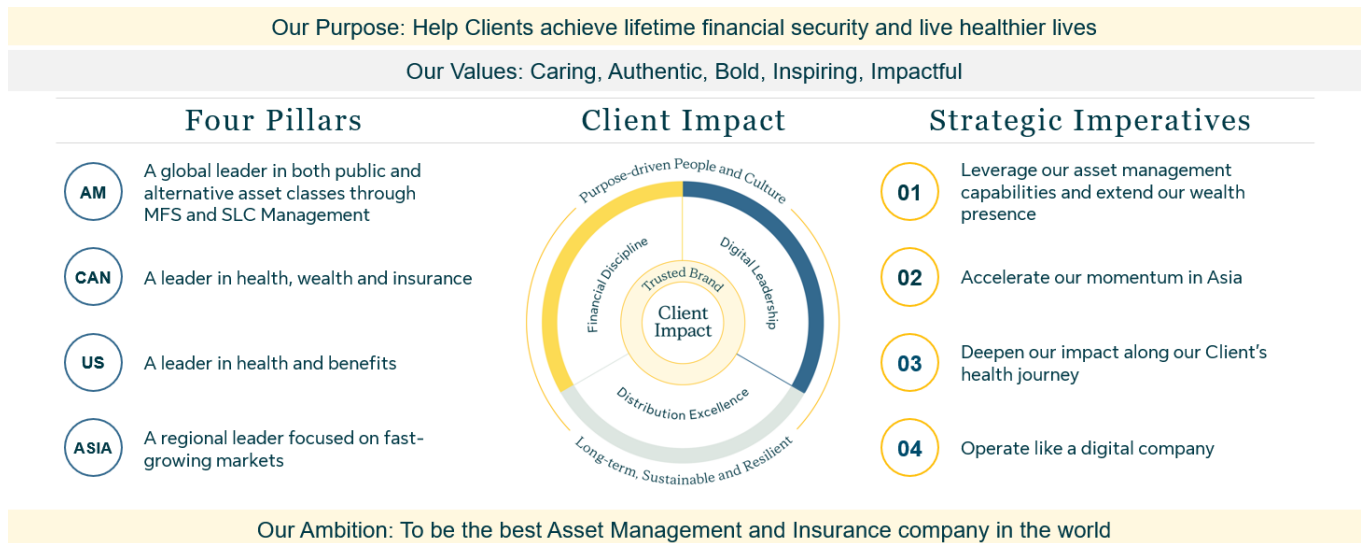 Our Purpose: Help Clients achieve lifetime financial security and live healthier lives
Our Values: Caring, Authentic, Bold, Inspiring, Impactful
Four Pillars
AM
A global leader in both public and
alternative asset classes through
MFS and SLC Management
CAN
A leader in health, wealth and insurance
US
A leader in health and benefits
ASIA
A regional leader focused on fast-
growing markets
Client Impact
Purpose-driven People and Culture
Financial Discipline
Digital Leadership
Trusted Brand
Client
Impact
Distribution Excellence
Long-term, Sustainable and Resilient
Strategic Imperatives
01
Leverage our asset management
capabilities and extend our wealth
presence
02
Accelerate our momentum in Asia
03
Deepen our impact along our Client’s
health journey
04
Operate like a digital company
Our Ambition: To be the best Asset Management and Insurance company in the world